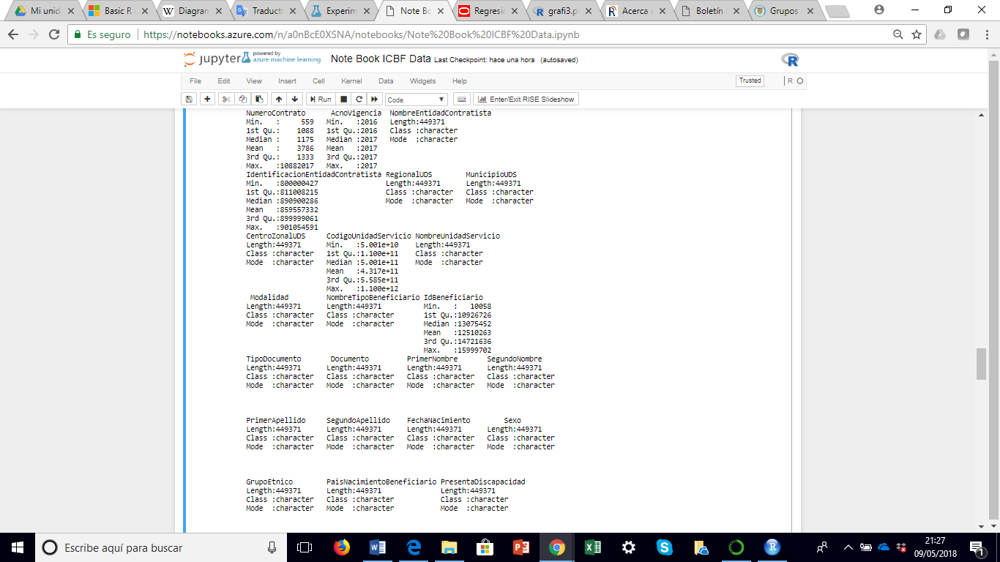 Mi unid
Basic R
Diagran
Traduct
Experim
Note Bo
Regresi
grafi3.p
Acerca
Boletín
Grupos
Es seguro https://notebooks.azure.com/n/a0nBcE0XSNA/notebooks/Note%20Book%20ICBF%20Data.ipynb
jupyter powered by azure machine learning Note Book ICBF Data Last Checkpoint: hace una hora (autosaved) R
File Edit View Insert Cell Kernel Data Widgets Help Trusted R
Run Code Enter/Exit RISE Slideshow
NumeroContrato AcnoVigencia NombreEntidadContratista
Min. : 559 Min. :2016 Length:449371
1st Qu.: 1088 1st Qu.:2016 Class :character
Median : 1175 Median :2017 Mode :character
Mean : 3786 Mean :2017
3rd Qu.: 1333 3rd Qu.:2017
Max. :10882017 Max. :2017
IdentificacionEntidadContratista RegionalUDS MunicipioUDS
Min. :800000427 Length:449371 Length:449371
1st Qu.:811008215 Class :character Class :character
Median :890900286 Mode :character Mode :character
Mean :859557332
3rd Qu.:899999061
Max. :901054591
CentroZonalUDS CodigoUnidadServicio NombreUnidadServicio
Length:449371 Min. :5.001e+10 Length:449371
Class :character 1st Qu.:1.100e+11 Class :character
Mode :character Median :5.001e+11 Mode :character
Mean :4.317e+11
3rd Qu.:5.585e+11
Max. :1.100e+12
Modalidad NombreTipoBeneficiario IdBeneficiario
Length:449371 Length:449371 Min. : 10058
Class :character Class :character 1st Qu.:10926726
Mode :character Mode :character Median :13075452
Mean :12510263
3rd Qu.:14721636
Max. :15999702
TipoDocumento Documento PrimerNombre SegundoNombre
Length:449371 Length:449371 Length:449371 Length:449371
Class :character Class :character Class :character Class :character
Mode :character Mode :character Mode :character Mode :character
PrimerApellido SegundoApellido FechaNacimiento Sexo
Length:449371 Length:449371 Length:449371 Length:449371
Class :character Class :character Class :character Class :character
Mode :character Mode :character Mode :character Mode :character
GrupoEtnico PaisNacimientoBeneficiario PresentaDiscapacidad
Length:449371 Length:449371 Length:449371
Class :character Class :character Class :character
Mode :character Mode :character Mode :character
Escribe aquí para buscar
21:27
09/05/2018
1